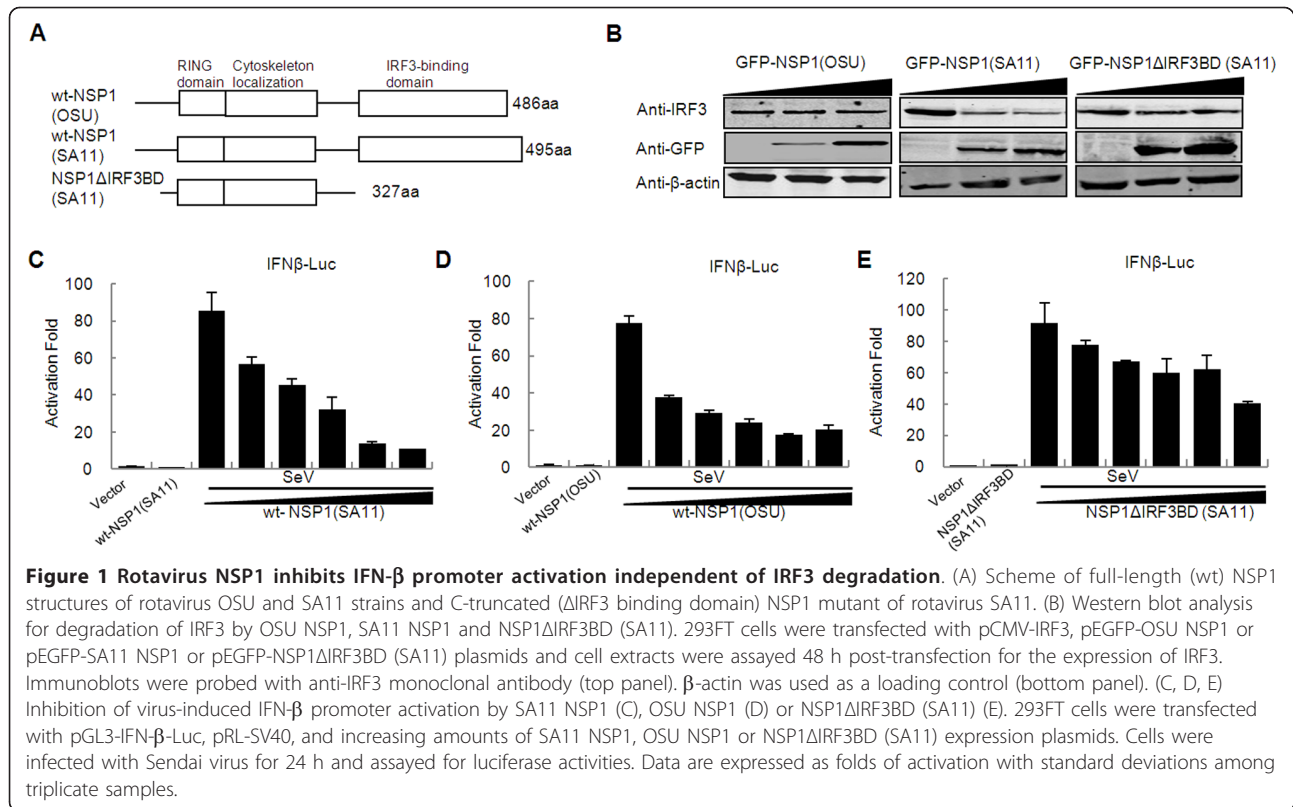 A
RING domain
Cytoskeleton localization
IRF3-binding domain
wt-NSP1 (OSU)
486aa
wt-NSP1 (SA11)
495aa
NSP1ΔIRF3BD (SA11)
327aa
B
GFP-NSP1(OSU)
GFP-NSP1(SA11)
GFP-NSP1ΔIRF3BD (SA11)
Anti-IRF3
Anti-GFP
Anti-β-actin
C
IFNβ-Luc
Activation Fold
100
80
60
40
20
0
Vector
wt-NSP1(SA11)
SeV
wt- NSP1(SA11)
D
IFNβ-Luc
Activation Fold
100
80
60
40
20
0
Vector
wt-NSP1(OSU)
SeV
wt-NSP1(OSU)
E
IFNβ-Luc
Activation Fold
120
100
80
60
40
20
0
Vector
NSP1ΔIRF3BD (SA11)
SeV
NSP1ΔIRF3BD (SA11)
Figure 1 Rotavirus NSP1 inhibits IFN-β promoter activation independent of IRF3 degradation. (A) Scheme of full-length (wt) NSP1
structures of rotavirus OSU and SA11 strains and C-truncated (ΔIRF3 binding domain) NSP1 mutant of rotavirus SA11. (B) Western blot analysis
for degradation of IRF3 by OSU NSP1, SA11 NSP1 and NSP1ΔIRF3BD (SA11). 293FT cells were transfected with pCMV-IRF3, pEGFP-OSU NSP1 or
pEGFP-SA11 NSP1 or pEGFP-NSP1ΔIRF3BD (SA11) plasmids and cell extracts were assayed 48 h post-transfection for the expression of IRF3.
Immunoblots were probed with anti-IRF3 monoclonal antibody (top panel). β-actin was used as a loading control (bottom panel). (C, D, E)
Inhibition of virus-induced IFN-β promoter activation by SA11 NSP1 (C), OSU NSP1 (D) or NSP1ΔIRF3BD (SA11) (E). 293FT cells were transfected
with pGL3-IFN-β-Luc, pRL-SV40, and increasing amounts of SA11 NSP1, OSU NSP1 or NSP1ΔIRF3BD (SA11) expression plasmids. Cells were
infected with Sendai virus for 24 h and assayed for luciferase activities. Data are expressed as folds of activation with standard deviations among
triplicate samples.